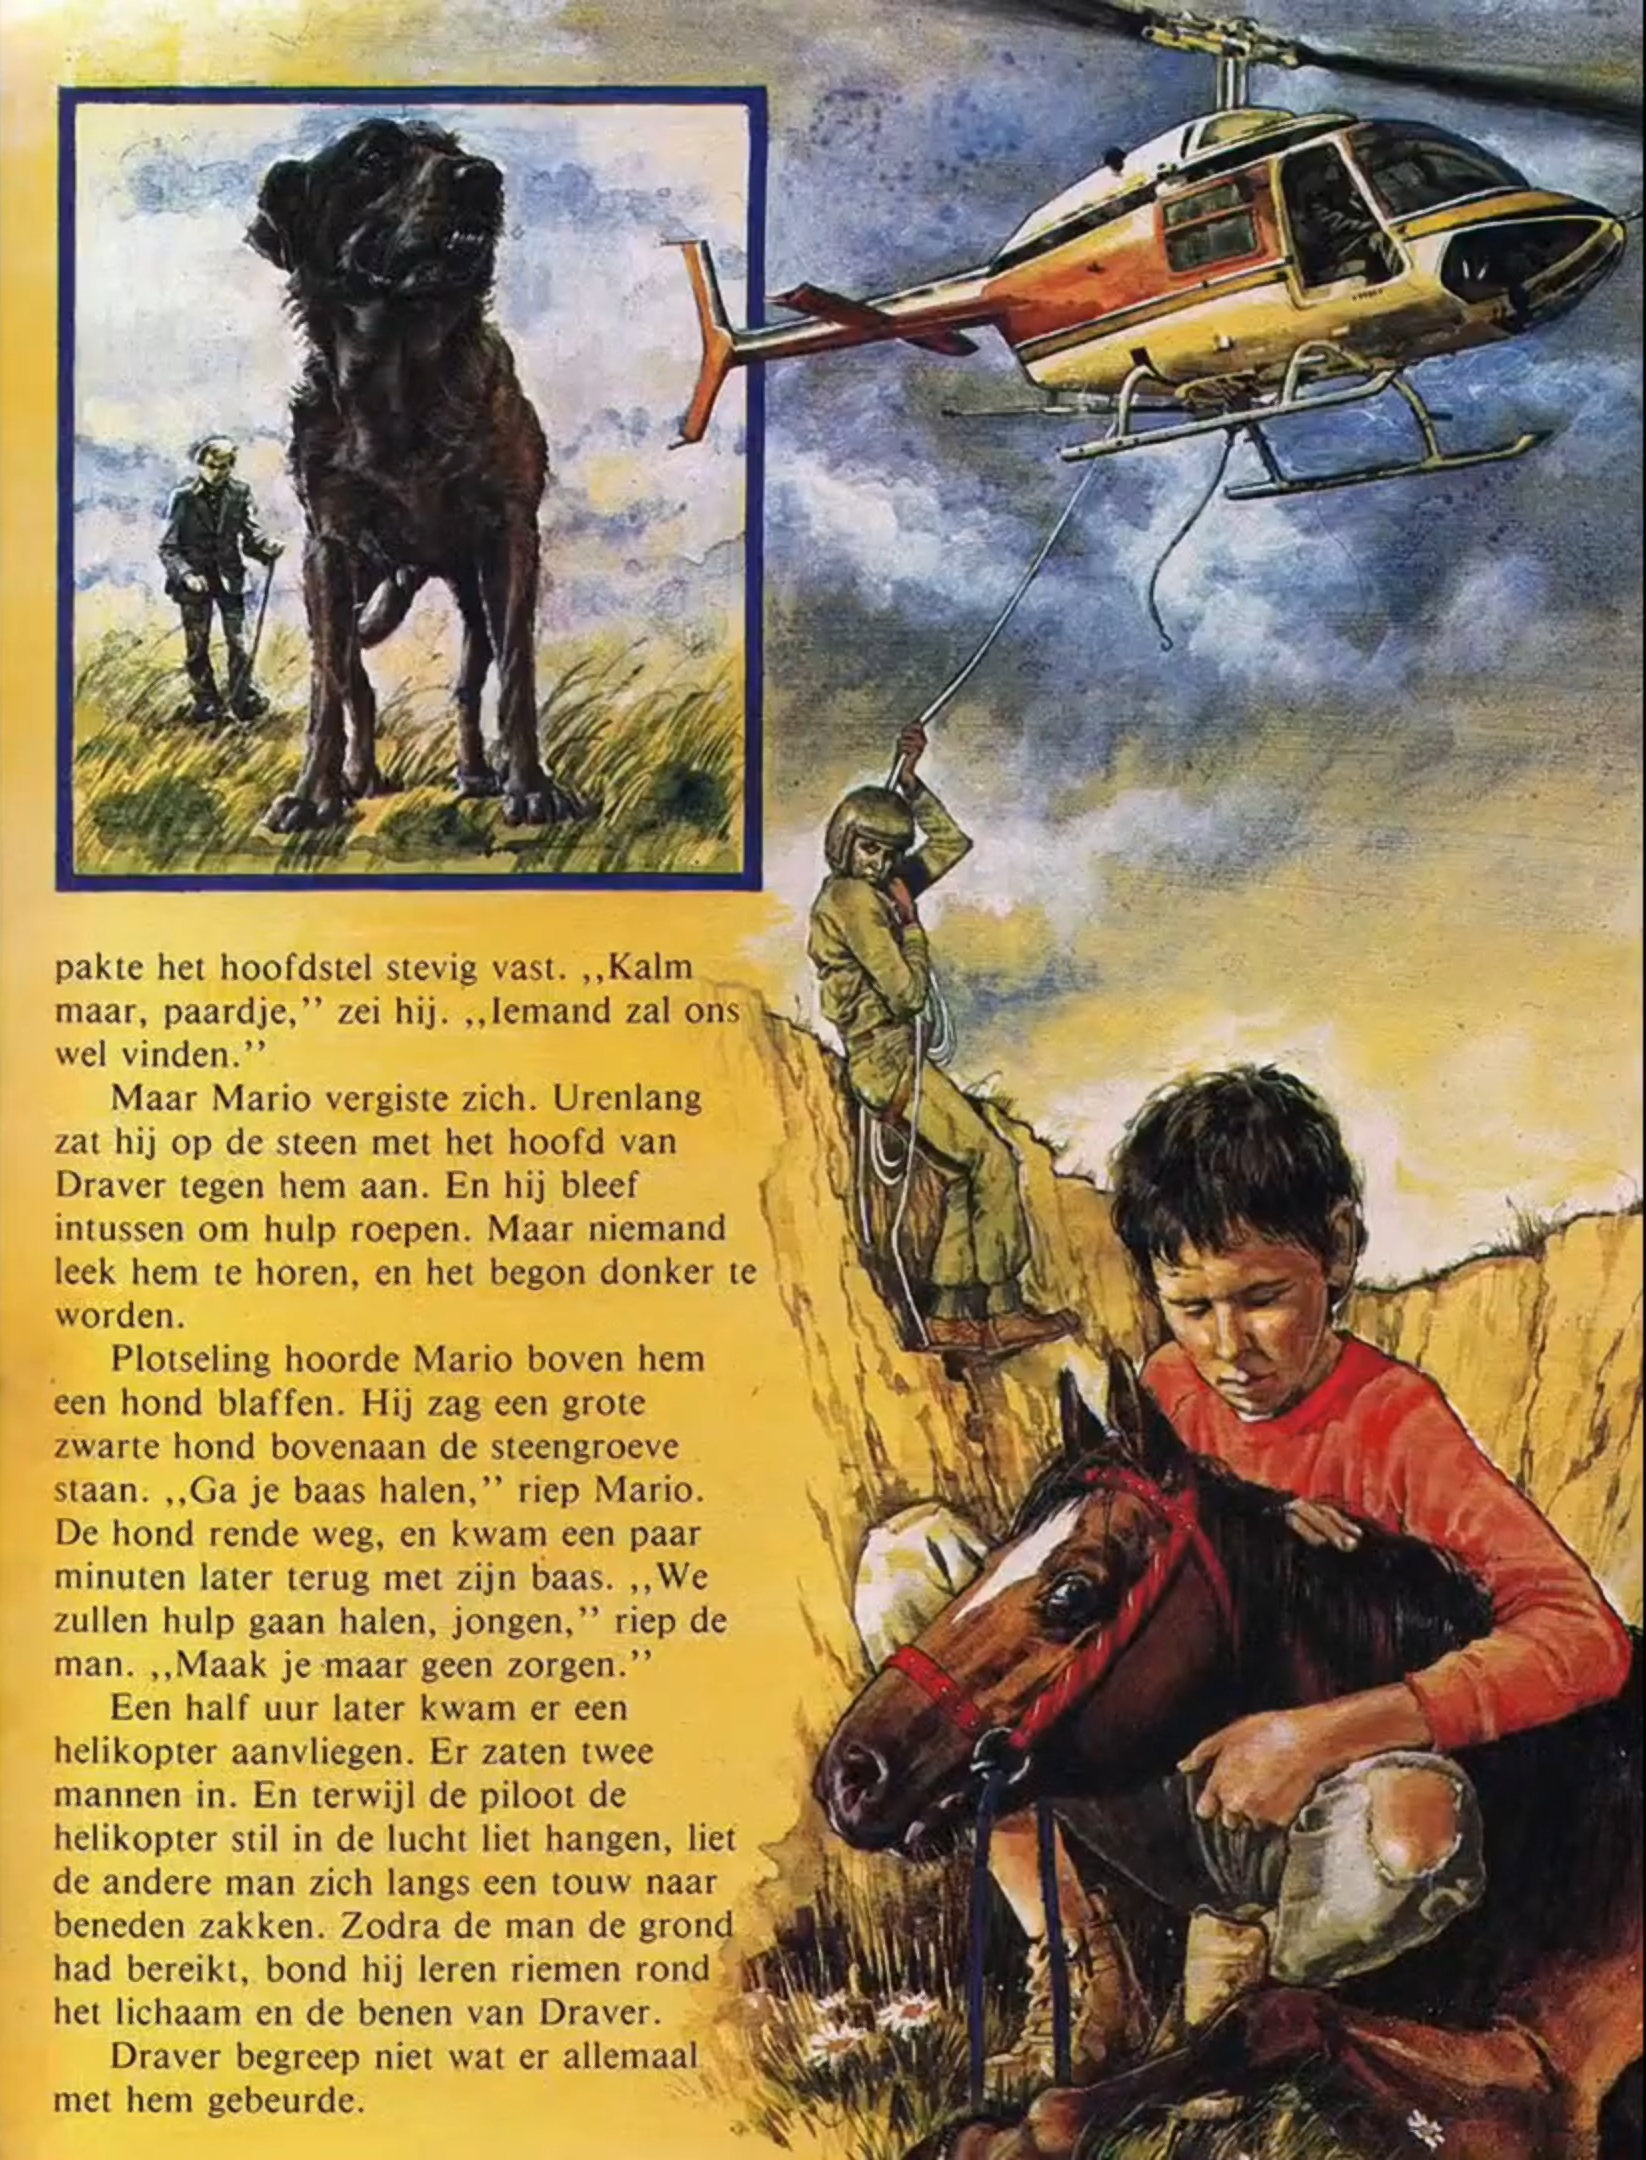 pakte het hoofdstel stevig vast. ,,Kalm
maar, paardje,’’ zei hij. ,,Iemand zal ons
wel vinden.’’
Maar Mario vergiste zich. Urenlang
zat hij op de steen met het hoofd van
Draver tegen hem aan. En hij bleef
intussen om hulp roepen. Maar niemand
leek hem te horen, en het begon donker te
worden.
Plotseling hoorde Mario boven hem
een hond blaffen. Hij zag een grote
zwarte hond bovenaan de steengroeve
staan. ,,Ga je baas halen,’’ riep Mario.
De hond rende weg, en kwam een paar
minuten later terug met zijn baas. ,,We
zullen hulp gaan halen, jongen,’’ riep de
man. ,,Maak je maar geen zorgen.’’
Een half uur later kwam er een
helikopter aanvliegen. Er zaten twee
mannen in. En terwijl de piloot de
helikopter stil in de lucht liet hangen, liet
de andere man zich langs een touw naar
beneden zakken. Zodra de man de grond
had bereikt, bond hij leren riemen rond
het lichaam en de benen van Draver.
Draver begreep niet wat er allemaal
met hem gebeurde.